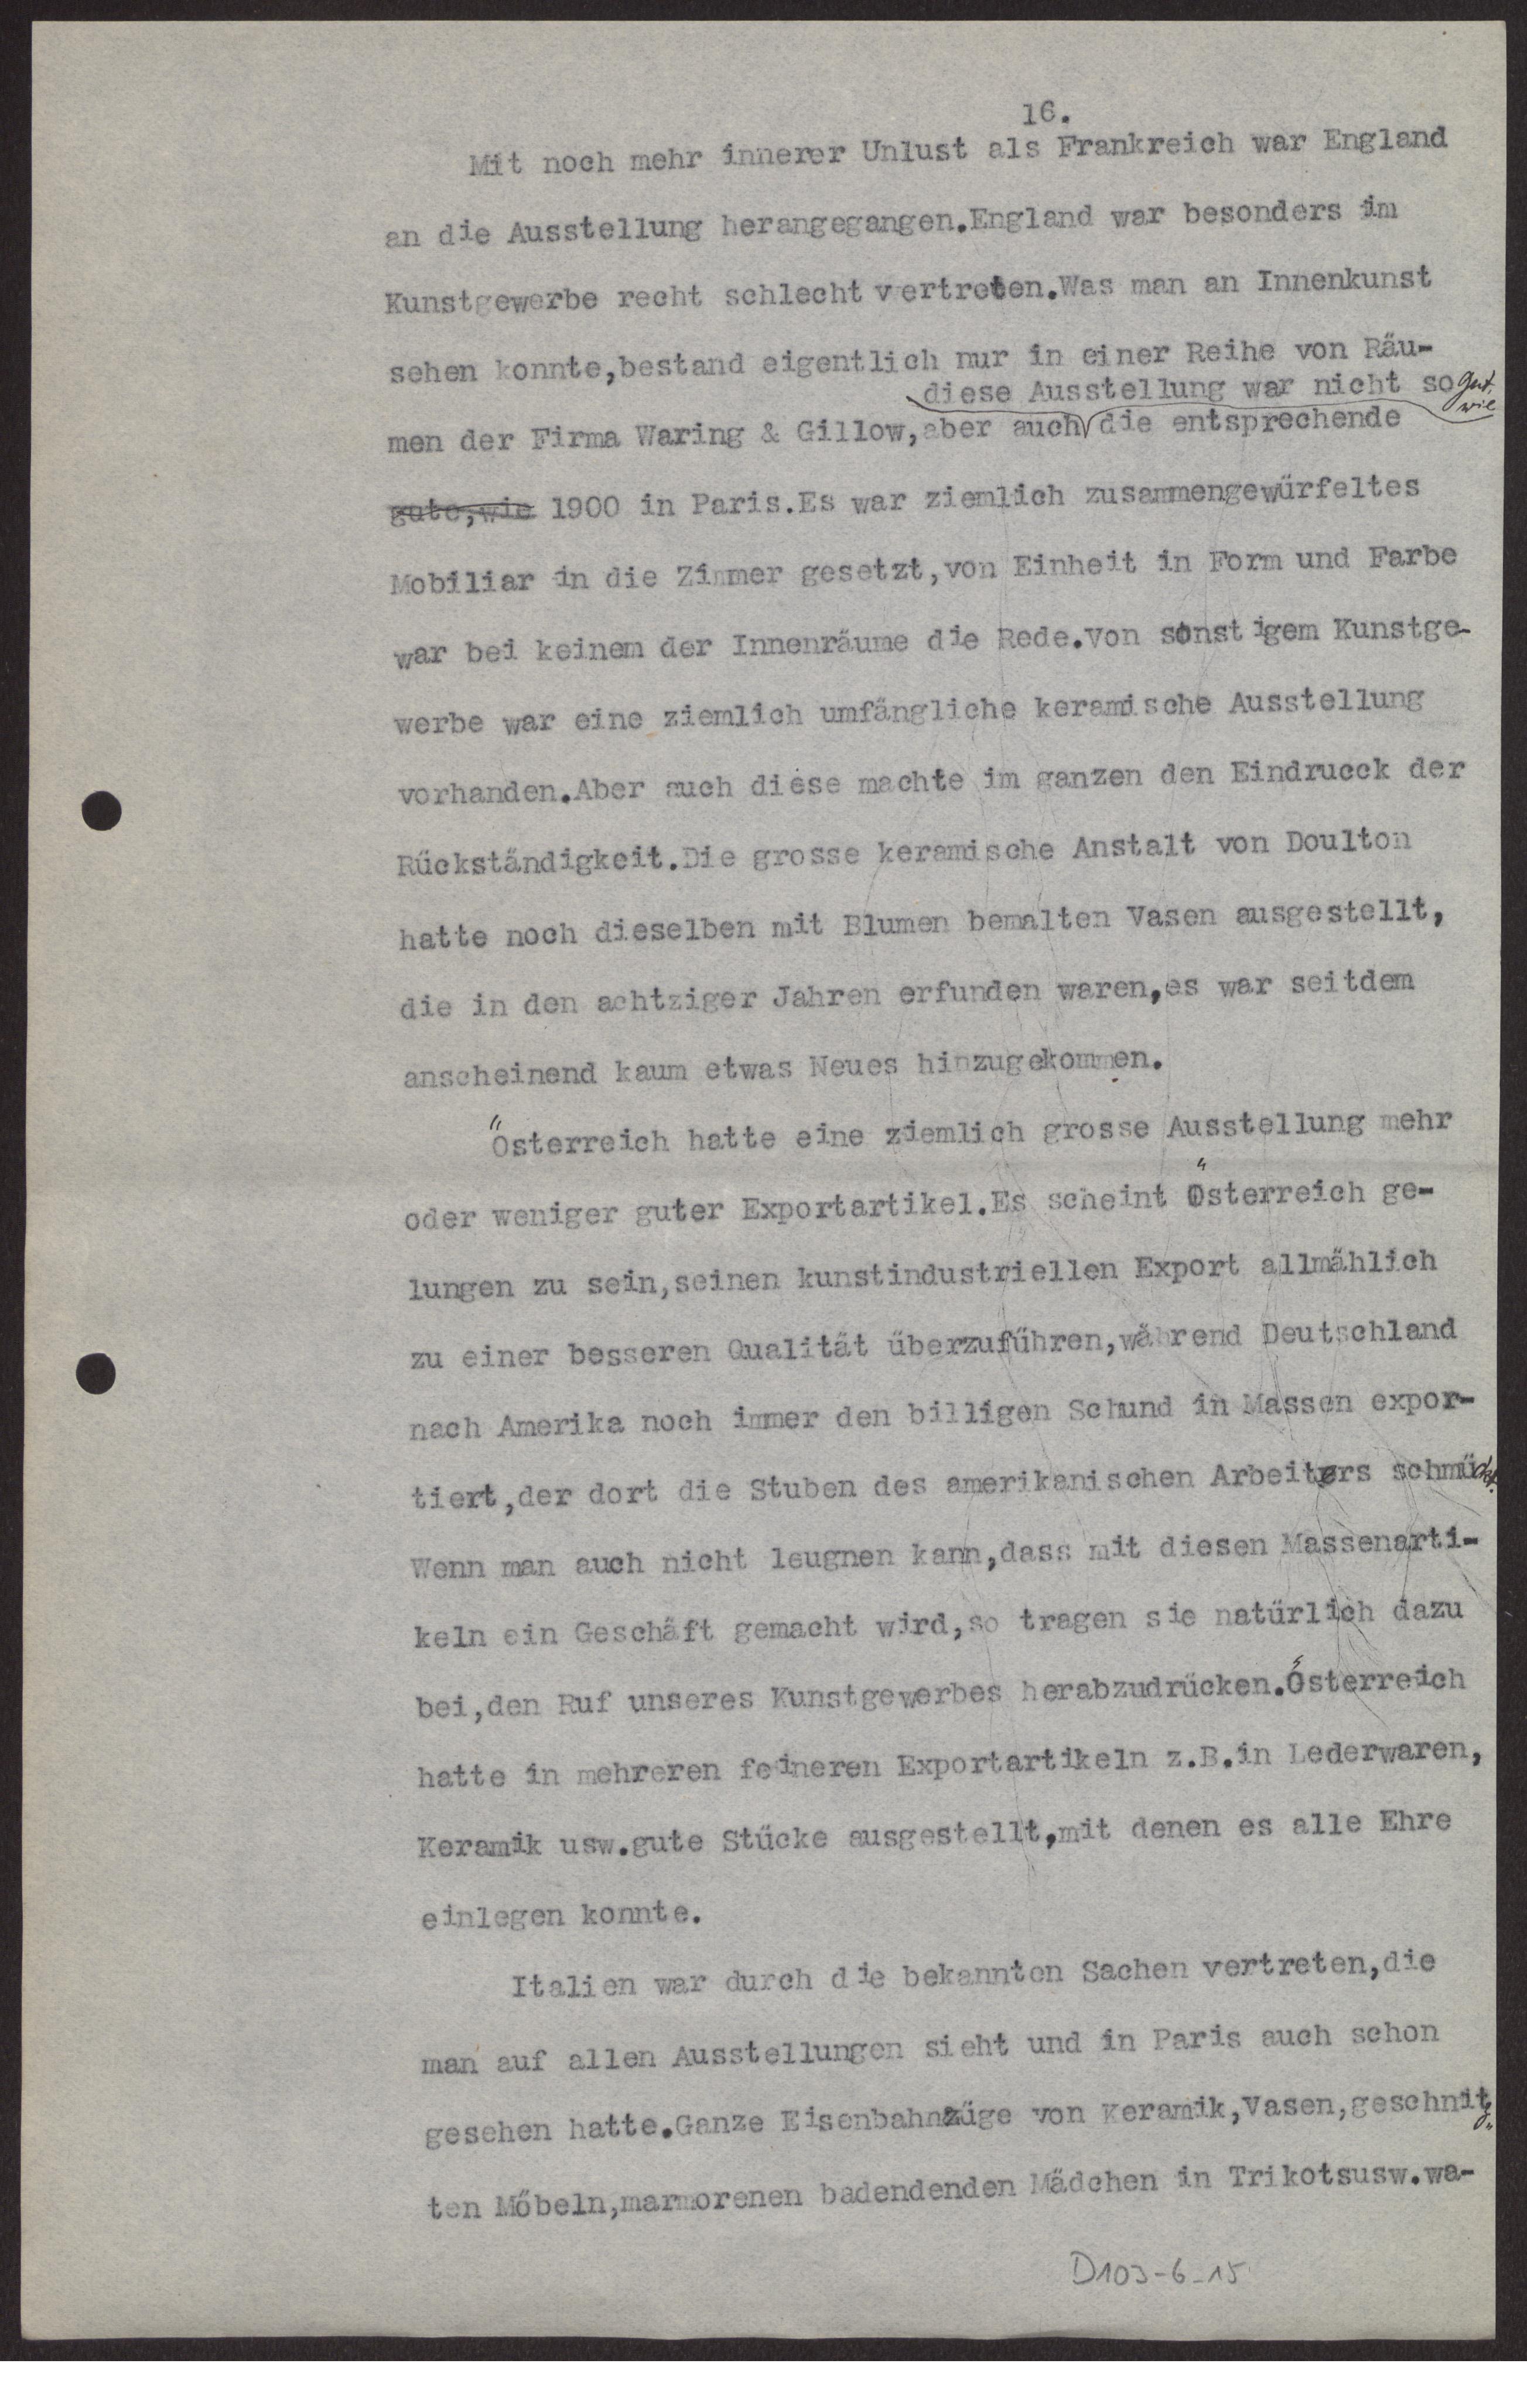 16.
Mit noch mehr innerer Unlust als Frankreich war England
an die Ausstellung herangegangen.England war besonders im
Kunstgewerbe recht schlecht vertreten.Was man an Innenkunst
sehen konnte,bestand eigentlich nur in einer Reihe von Räu-
diese Ausstellung war nicht so gut, wie
men der Firma Waring & Gillow,aber auch die entsprechende
gute,wie 1900 in Paris.Es war ziemlich zusammengewürfeltes
Mobiliar in die Zimmer gesetzt,von Einheit in Form und Farbe
war bei keinem der Innenräume die Rede.Von sonstigem Kunstge-
werbe war eine ziemlich umfängliche keramische Ausstellung
vorhanden.Aber auch diese machte im ganzen den Eindrucck der
Rückständigkeit.Die grosse keramische Anstalt von Doulton
hatte noch dieselben mit Blumen bemalten Vasen ausgestellt,
die in den achtziger Jahren erfunden waren,es war seitdem
anscheinend kaum etwas Neues hinzugekommen.
Österreich hatte eine ziemlich grosse Ausstellung mehr
oder weniger guter Exportartikel.Es scheint Österreich ge-
lungen zu sein,seinen kunstindustriellen Export allmählich
zu einer besseren Qualität überzuführen,während Deutschland
nach Amerika noch immer den billigen Schund in Massen expor-
tiert,der dort die Stuben des amerikanischen Arbeiters schmückt.
Wenn man auch nicht leugnen kann,dass mit diesen Massenarti-
keln ein Geschäft gemacht wird,so tragen sie natürlich dazu
bei,den Ruf unseres Kunstgewerbes herabzudrücken.Österreich
hatte in mehreren feineren Exportartikeln z.B.in Lederwaren,
Keramik usw.gute Stücke ausgestellt,mit denen es alle Ehre
einlegen konnte.
Italien war durch die bekannten Sachen vertreten,die
man auf allen Ausstellungen sieht und in Paris auch schon
gesehen hatte.Ganze Eisenbahnzüge von Keramik,Vasen,geschnitz-
ten Möbeln,marmorenen badendenden Mädchen in Trikotsusw.wa-
D103-6-15